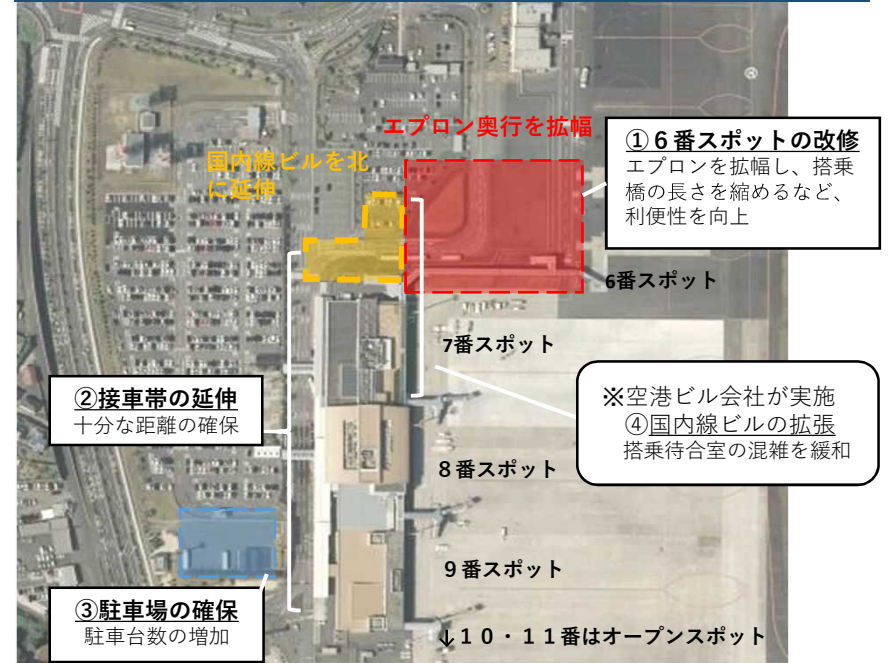 エプロン奥行を拡幅
国内線ビルを北
に延伸
①６番スポットの改修
エプロンを拡幅し、搭乗
橋の長さを縮めるなど、
利便性を向上
6番スポット
7番スポット
②接車帯の延伸
十分な距離の確保
※空港ビル会社が実施
④国内線ビルの拡張
搭乗待合室の混雑を緩和
８番スポット
９番スポット
③駐車場の確保
駐車台数の増加
↓１０・１１番はオープンスポット